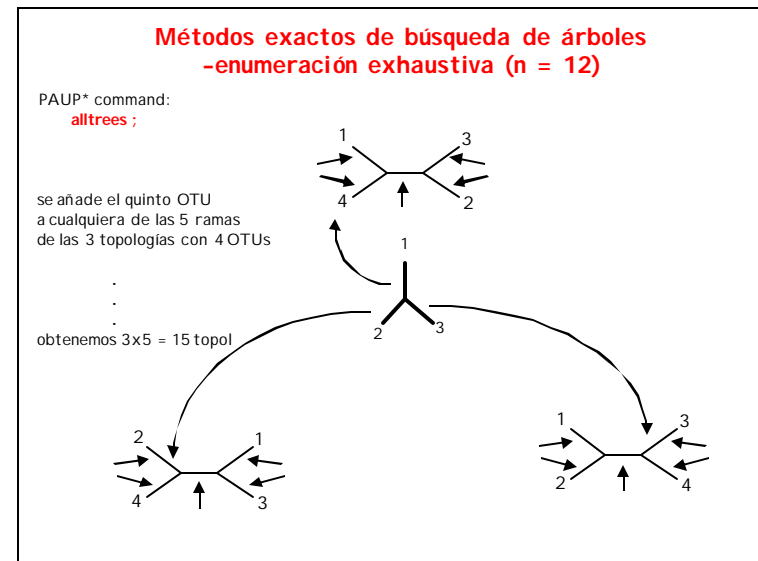 Métodos exactos de búsqueda de árboles
-enumeración exhaustiva (n = 12)
PAUP* command:
alltrees ;
1
3
4
2
se añade el quinto OTU
a cualquiera de las 5 ramas
de las 3 topologías con 4 OTUs
.
.
.
obtenemos 3x5 = 15 topol
1
2
3
2
1
4
3
1
3
2
4